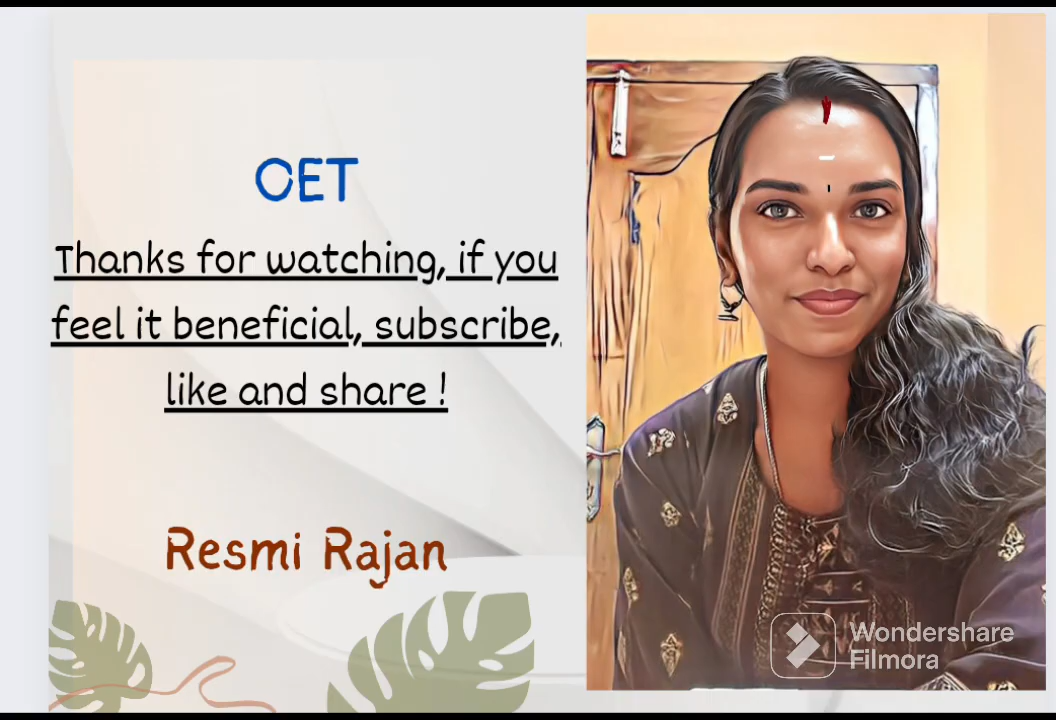 CET
Thanks for watching, if you
feel it beneficial, subscribe,
like and share !
Resmi Rajan
Wondershare
Filmora